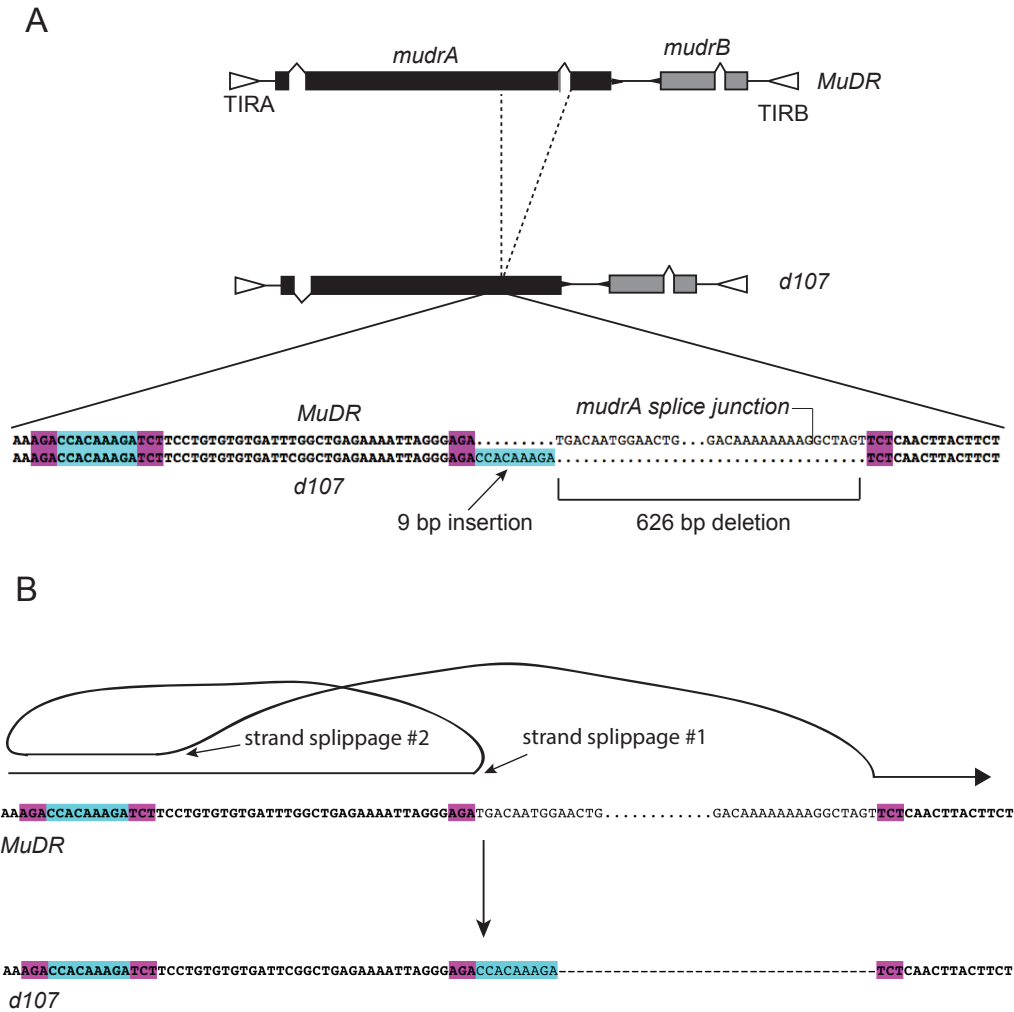 A
mudrA
mudrB
MuDR
TIRA
TIRB
d107
MuDR
mudrA splice junction
AAAGACCACAAAGATCTTCCTGTGTGTGATTTGGCTGAGAAAATTAGGGAGA.........TGACAATGGAACTG...GACAAAAAAAAGGCTAGTTCTCAACTTACTTCT
AAAGACCACAAAGATCTTCCTGTGTGTGATTCGGCTGAGAAAATTAGGGAGACCACAAAGA...................................TCTCAACTTACTTCT
d107
9 bp insertion
626 bp deletion
B
strand splippage #2
strand splippage #1
AAAGACCACAAAGATCTTCCTGTGTGTGATTTGGCTGAGAAAATTAGGGAGATGACAATGGAACTG............GACAAAAAAAAGGCTAGTTCTCAACTTACTTCT
MuDR
AAAGACCACAAAGATCTTCCTGTGTGTGATTCGGCTGAGAAAATTAGGGAGACCACAAAGA-----------------------------------TCTCAACTTACTTCT
d107